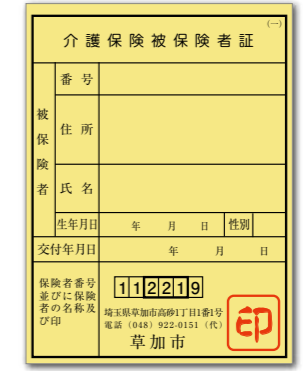 (一)
介護保険被保険者証
被保険者
番号
住所
氏名
生年月日 年 月 日 性別
交付年月日 年 月 日
保険者番号
並びに保険
者の名称及
び印
112219
埼玉県草加市高砂1丁目1番1号
電話 (048) 922-0151 (代)
草加市
印